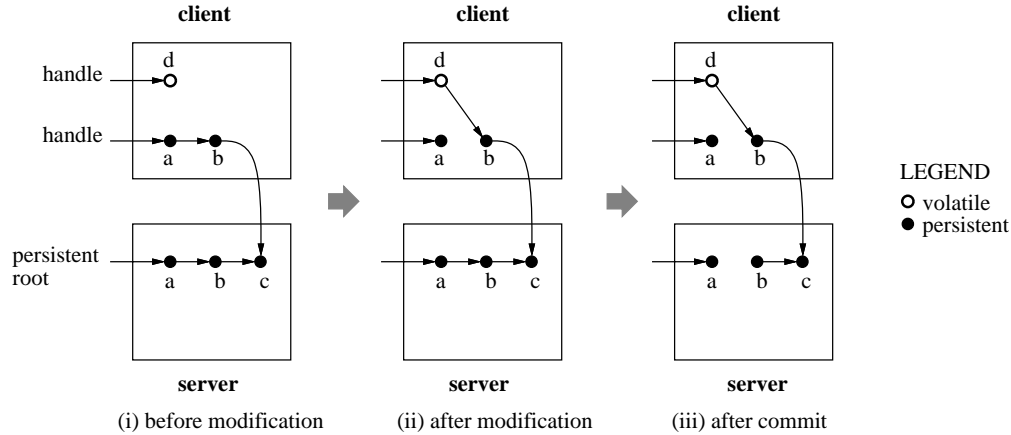 client client client
handle d d d
handle
a b a b a b
LEGEND
volatile
persistent
persistent
root
a b c a b c a b c
server server server
(i) before modification (ii) after modification (iii) after commit